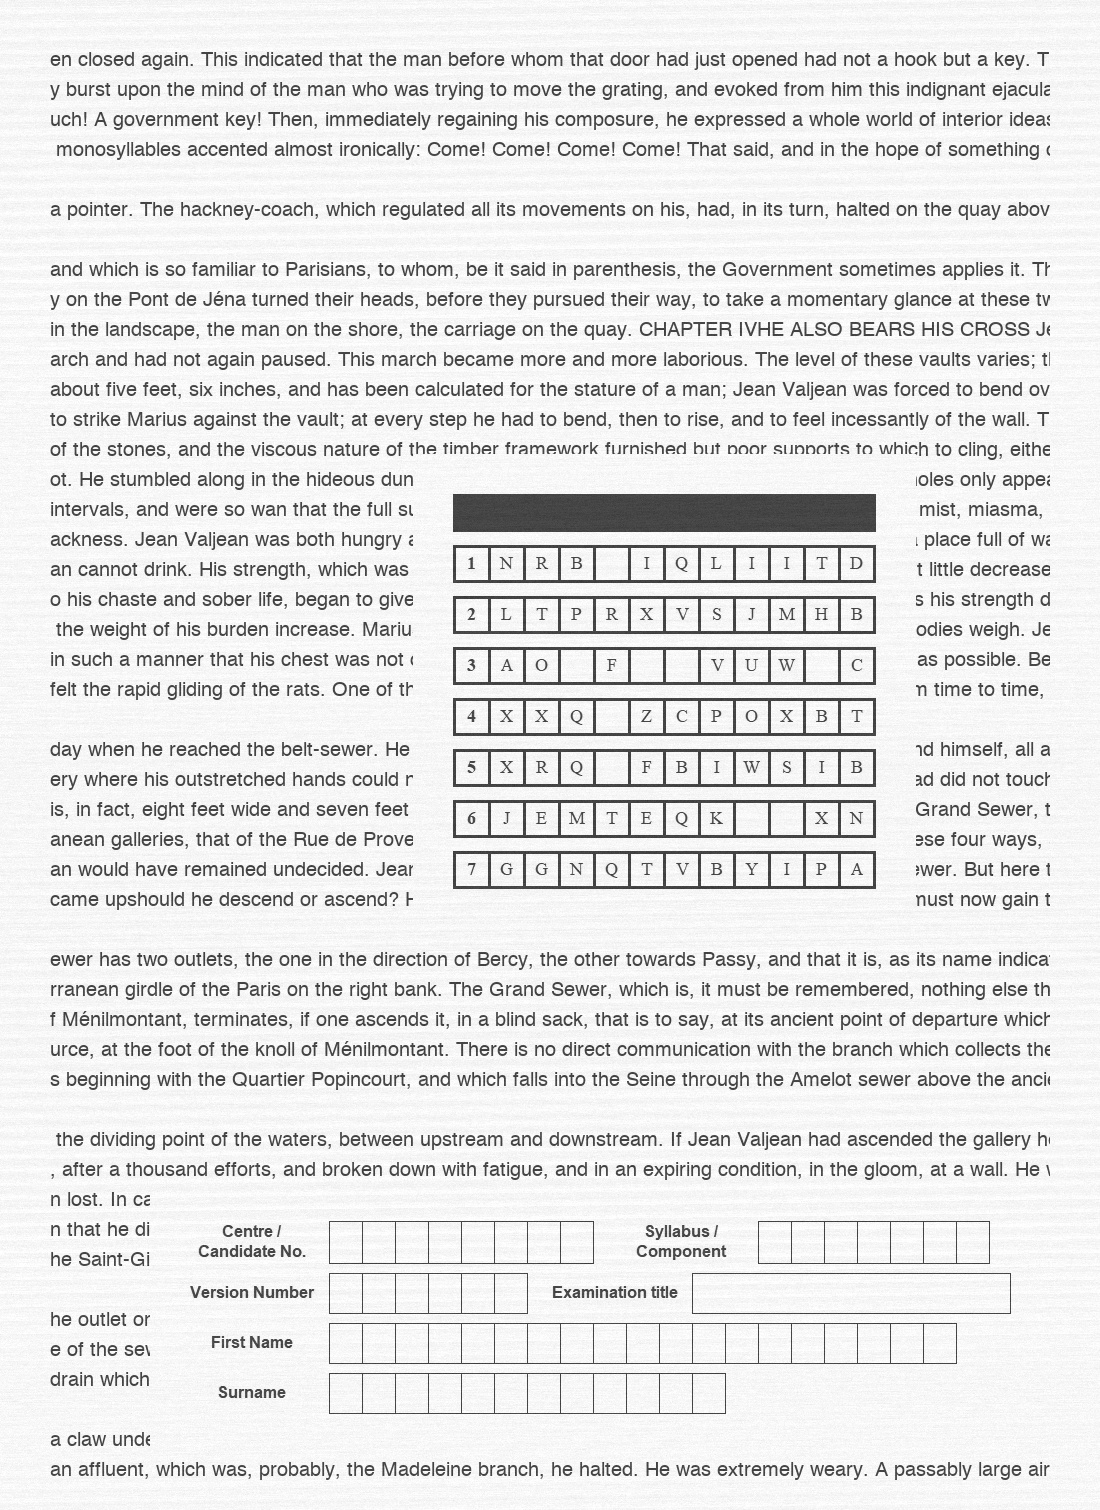 en closed again. This indicated that the man before whom that door had just opened had not a hook but a key. T
y burst upon the mind of the man who was trying to move the grating, and evoked from him this indignant ejacula
uch! A government key! Then, immediately regaining his composure, he expressed a whole world of interior ideas
monosyllables accented almost ironically: Come! Come! Come! Come! That said, and in the hope of something
a pointer. The hackney-coach, which regulated all its movements on his, had, in its turn, halted on the quay abov
and which is so familiar to Parisians, to whom, be it said in parenthesis, the Government sometimes applies it. Th
y on the Pont de Jéna turned their heads, before they pursued their way, to take a momentary glance at these tw
in the landscape, the man on the shore, the carriage on the quay. CHAPTER IVHE ALSO BEARS HIS CROSS Je
arch and had not again paused. This march became more and more laborious. The level of these vaults varies; th
about five feet, six inches, and has been calculated for the stature of a man; Jean Valjean was forced to bend ov
to strike Marius against the vault; at every step he had to bend, then to rise, and to feel incessantly of the wall. T
of the stones, and the viscous nature of the timber framework furnished but poor supports to which to cling, eithe
ot. He stumbled along in the hideous dun oles only appea
intervals, and were so wan that the full su mist, miasma,
ackness. Jean Valjean was both hungry a place full of wa
an cannot drink. His strength, which was t little decrease
o his chaste and sober life, began to give s his strength d
the weight of his burden increase. Mariu odies weigh. Je
in such a manner that his chest was not as possible. Be
felt the rapid gliding of the rats. One of th m time to time,
day when he reached the belt-sewer. He nd himself, all a
ery where his outstretched hands could ad did not touch
is, in fact, eight feet wide and seven feet Grand Sewer, t
anean galleries, that of the Rue de Prove ese four ways,
an would have remained undecided. Jean ewer. But here t
came upshould he descend or ascend? H must now gain t
1 N R B I Q L I I T D
2 L T P R X V S J M H B
3 A O F V U W C
4 X X Q Z C P O X B T
5 X R Q F B I W S I B
6 J E M T E Q K X N
7 G G N Q T V B Y I P A
ewer has two outlets, the one in the direction of Bercy, the other towards Passy, and that it is, as its name indica
rranean girdle of the Paris on the right bank. The Grand Sewer, which is, it must be remembered, nothing else th
f Ménilmontant, terminates, if one ascends it, in a blind sack, that is to say, at its ancient point of departure which
urce, at the foot of the knoll of Ménilmontant. There is no direct communication with the branch which collects the
s beginning with the Quartier Popincourt, and which falls into the Seine through the Amelot sewer above the ancie
the dividing point of the waters, between upstream and downstream. If Jean Valjean had ascended the gallery he
, after a thousand efforts, and broken down with fatigue, and in an expiring condition, in the gloom, at a wall. He
n lost. In ca
n that he di
he Saint-Gi
he outlet on
e of the sev
drain which
a claw unde
Centre / Candidate No.
Syllabus / Component
Version Number
Examination title
First Name
Surname
an affluent, which was, probably, the Madeleine branch, he halted. He was extremely weary. A passably large air